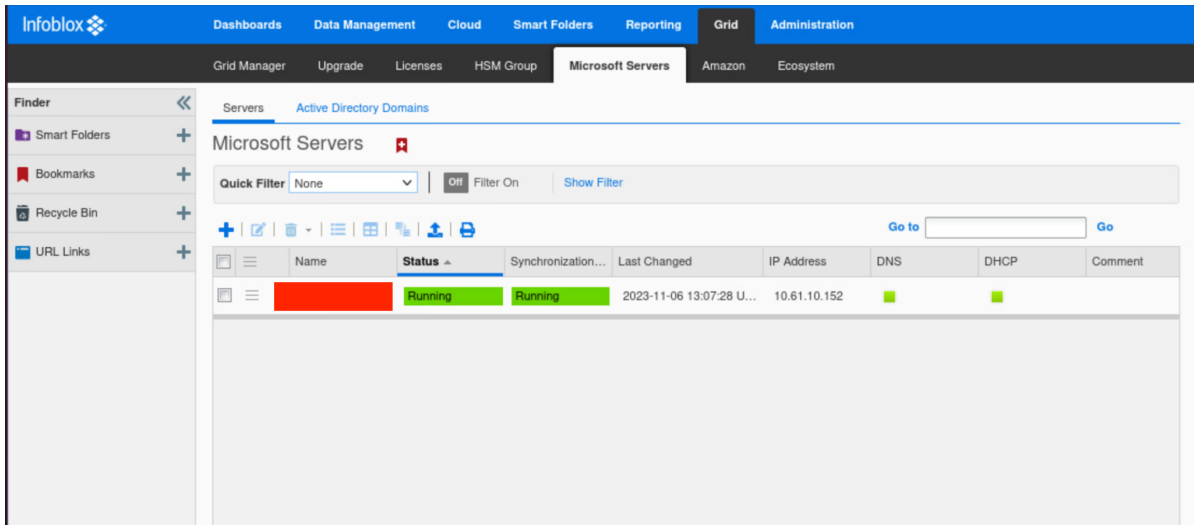 Infoblox Dashboards Data Management Cloud Smart Folders Reporting Grid Administration
Grid Manager Upgrade Licenses HSM Group Microsoft Servers Amazon Ecosystem
Finder
Smart Folders
Bookmarks
Recycle Bin
URL Links
Servers Active Directory Domains
Microsoft Servers
Quick Filter None Off Filter On Show Filter
Go to Go
Name Status Synchronization... Last Changed IP Address DNS DHCP Comment
Running Running 2023-11-06 13:07:28 U... 10.61.10.152